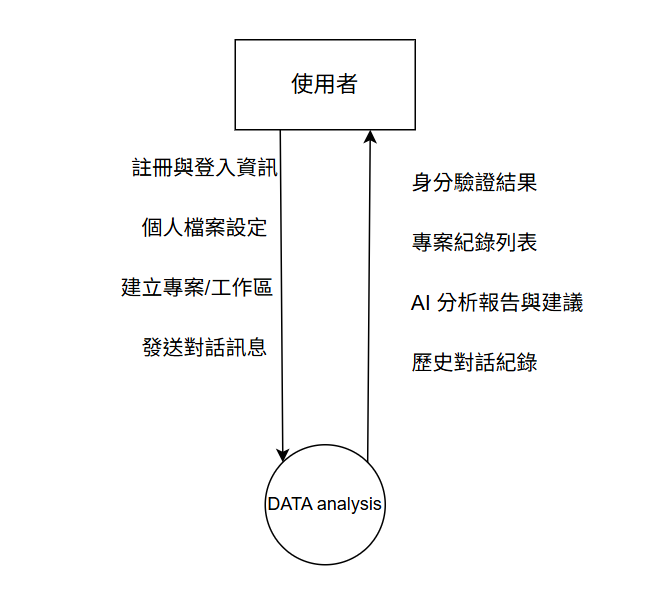 使用者
註冊與登入資訊
個人檔案設定
建立專案/工作區
發送對話訊息
身分驗證結果
專案紀錄列表
AI 分析報告與建議
歷史對話紀錄
DATA analysis